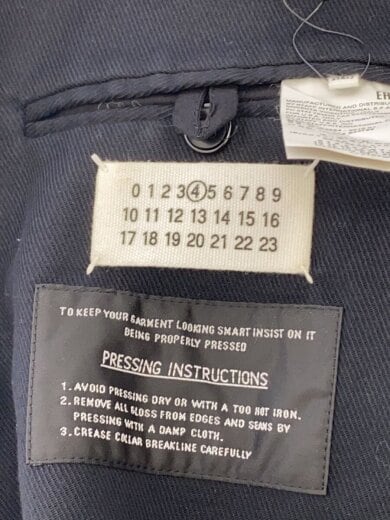 MANUFACTURED AND DISTRIBU
0 1 2 3 4 5 6 7 8 9
10 11 12 13 14 15 16
17 18 19 20 21 22 23
TO KEEP YOUR GARMENT LOOKING SMART INSIST ON IT
BEING PROPERLY PRESSED
PRESSING INSTRUCTIONS
1. AVOID PRESSING DRY OR WITH A TOO HOT IRON.
2. REMOVE ALL GLOSS FROM EDGES AND SEAMS BY
PRESSING WITH A DAMP CLOTH.
3. CREASE COLLAR BREAKLINE CAREFULLY